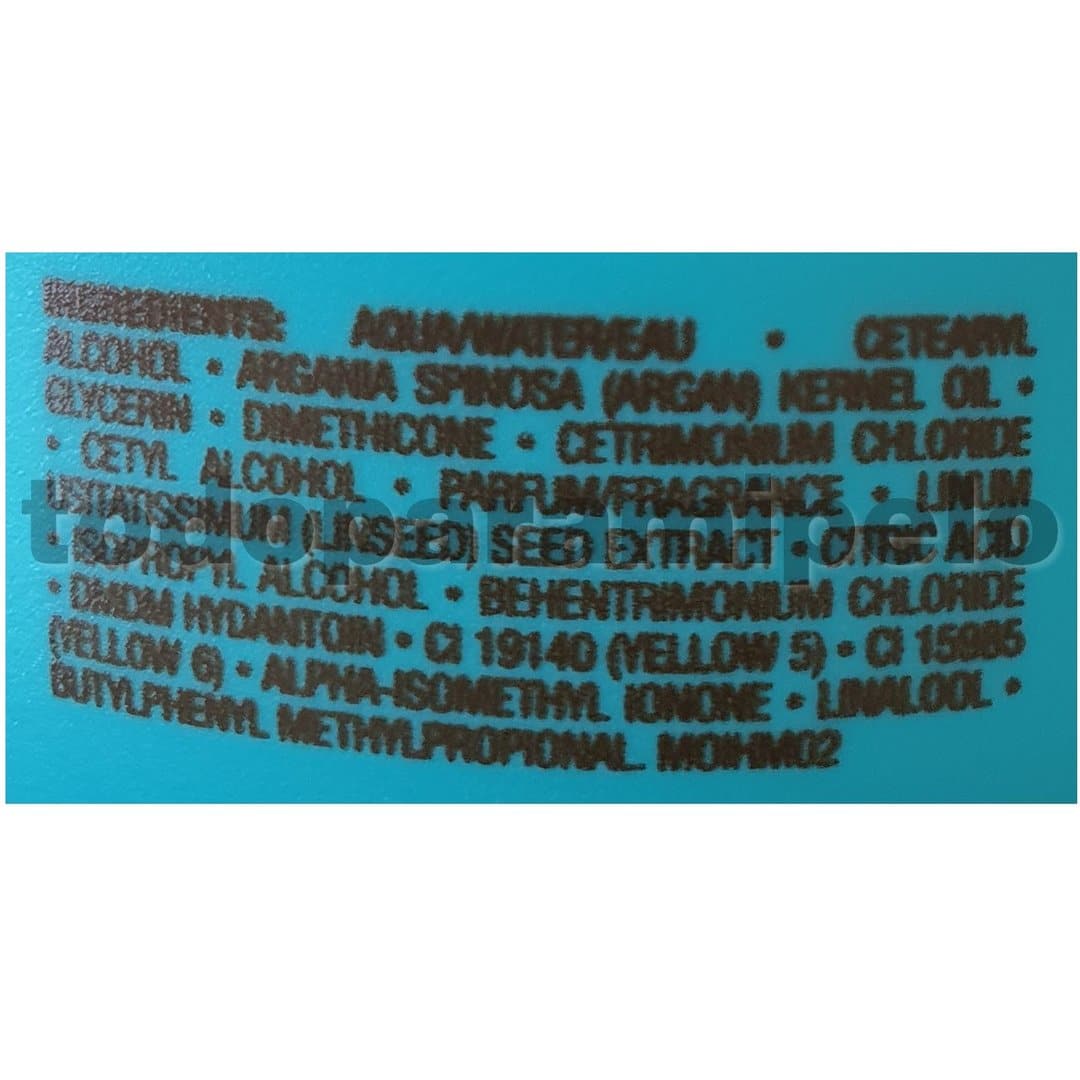 INGREDIENTS: AQUA/WATER/EAU • CETEARYL
ALCOHOL • ARGANIA SPINOSA (ARGAN) KERNEL OIL •
GLYCERIN • DIMETHICONE • CETRIMONIUM CHLORIDE
• CETYL ALCOHOL • PARFUM/FRAGRANCE • LINUM
USITATISSIMUM (LINSEED) SEED EXTRACT • CITRIC ACID
• ISOPROPYL ALCOHOL • BEHENTRIMONIUM CHLORIDE
• DMDM HYDANTOIN • CI 19140 (YELLOW 5) • CI 15985
(YELLOW 6) • ALPHA-ISOMETHYL IONONE • LINALOOL •
BUTYLPHENYL METHYLPROPIONAL. MOIHM02
todoparamipelo